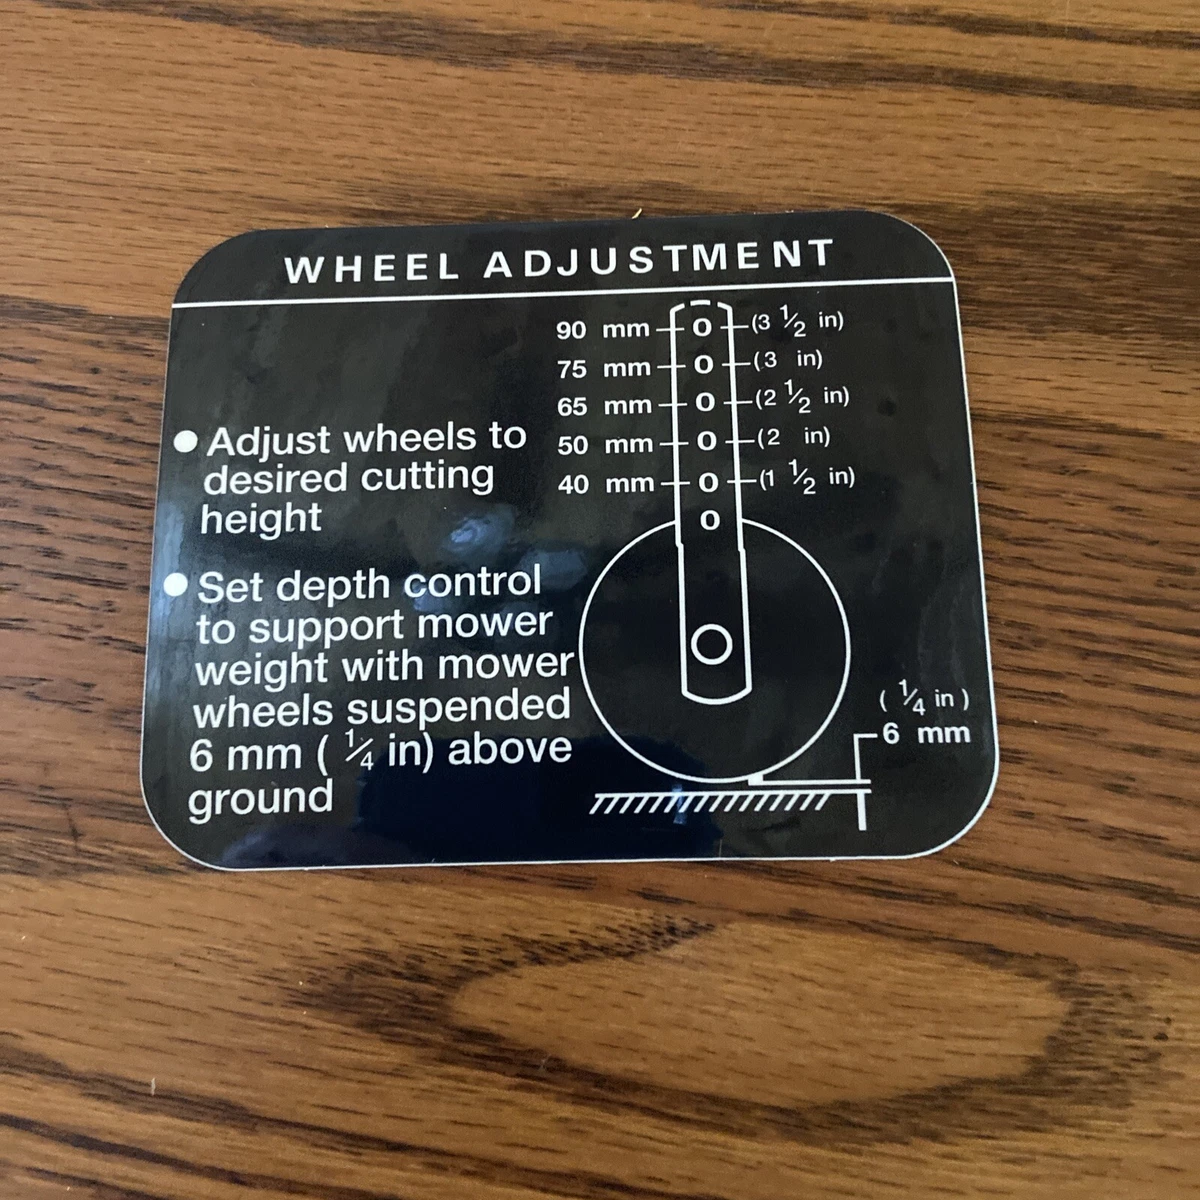 WHEEL ADJUSTMENT
90 mm (3 1/2 in)
75 mm (3 in)
65 mm (2 1/2 in)
50 mm (2 in)
40 mm (1 1/2 in)
● Adjust wheels to
desired cutting
height
● Set depth control
to support mower
weight with mower
wheels suspended
6 mm ( 1/4 in) above
ground
( 1/4 in )
6 mm